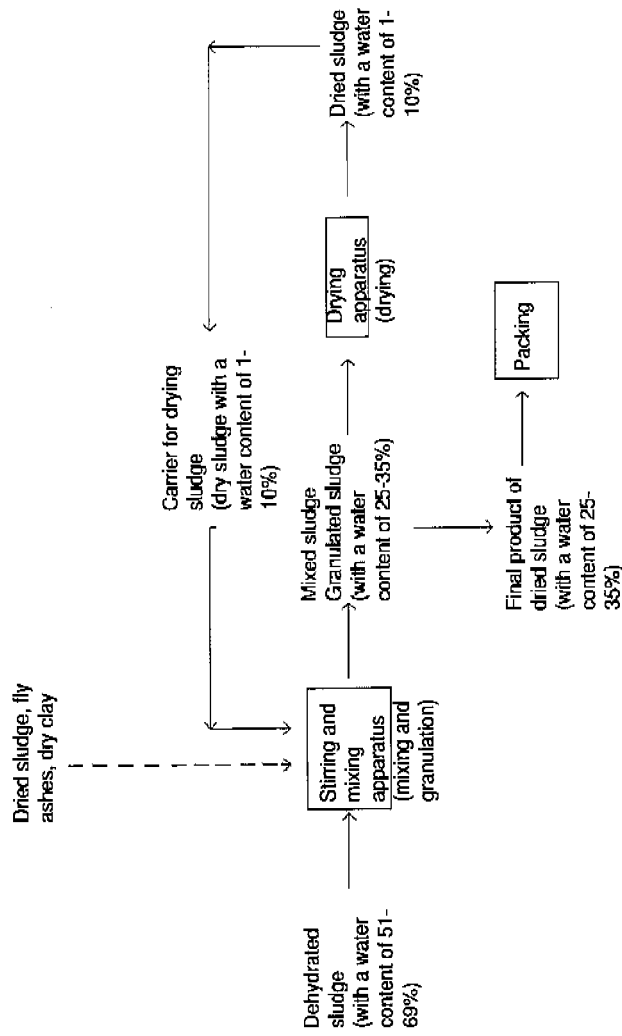 Dried sludge, fly
ashes, dry clay
Carrier for drying
sludge
(dry sludge with a
water content of 1-
10%)
Dehydrated
sludge
(with a water
content of 51-
69%)
Stirring and
mixing
apparatus
(mixing and
granulation)
Mixed sludge
Granulated sludge
(with a water
content of 25-35%)
Drying
apparatus
(drying)
Dried sludge
(with a water
content of 1-
10%)
Final product of
dried sludge
(with a water
content of 25-
35%)
Packing